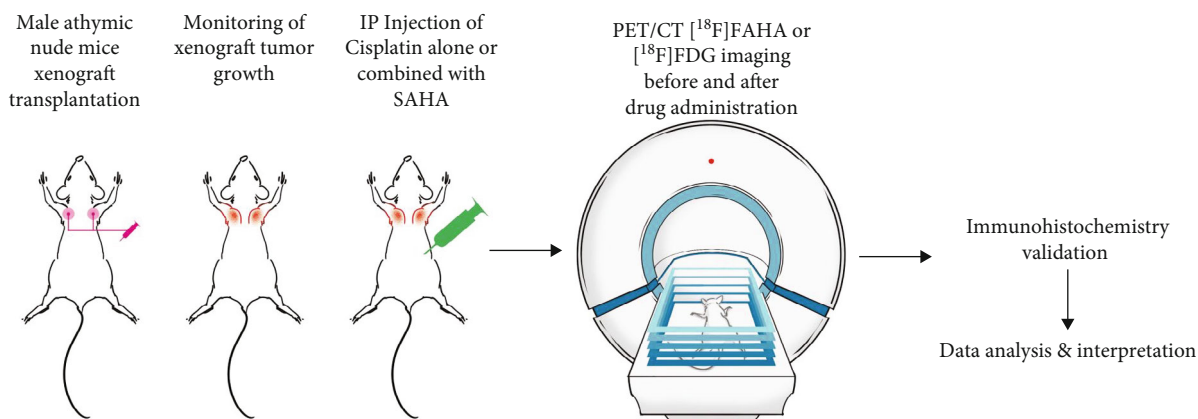 Male athymic
nude mice
xenograft
transplantation
Monitoring of
xenograft tumor
growth
IP Injection of
Cisplatin alone or
combined with
SAHA
PET/CT [¹⁸F]FAHA or
[¹⁸F]FDG imaging
before and after
drug administration
Immunohistochemistry
validation
Data analysis & interpretation